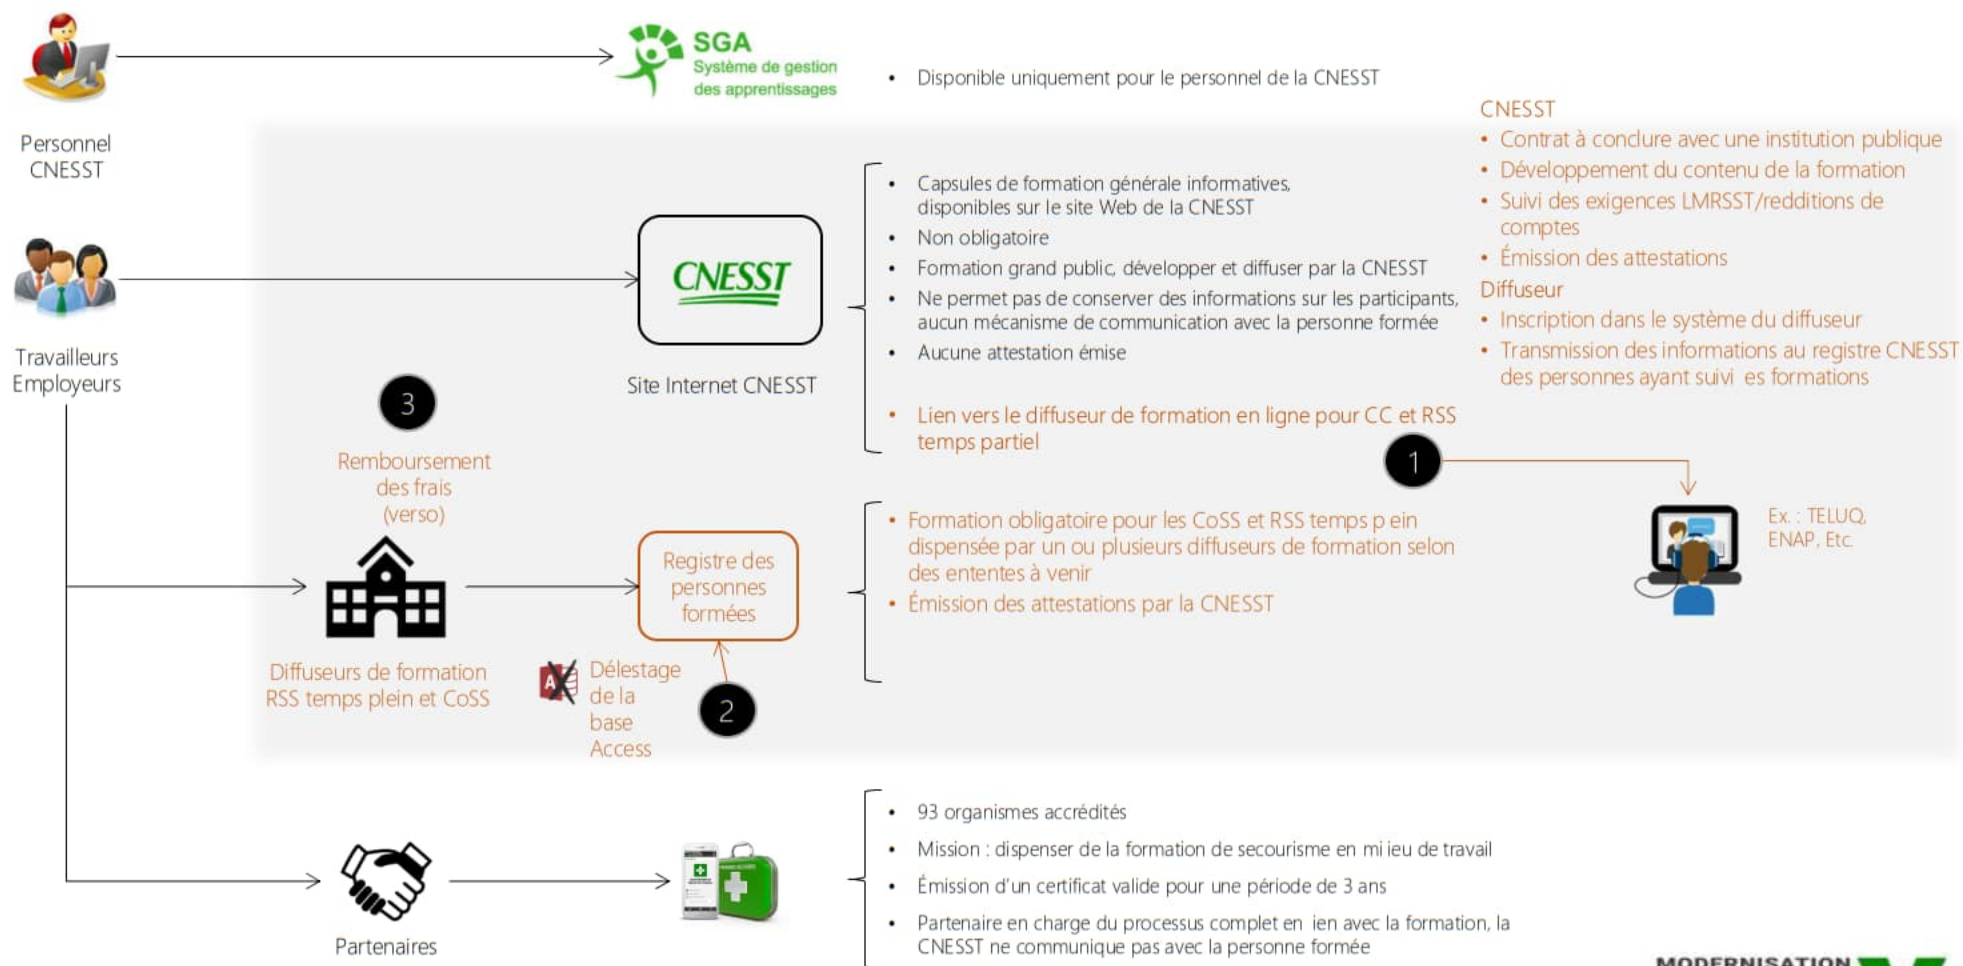 SGA
Système de gestion
des apprentissages
• Disponible uniquement pour le personnel de la CNESST
Personnel
CNESST
CNESST
• Contrat à conclure avec une institution publique
• Développement du contenu de la formation
• Suivi des exigences LMRSST/redditions de
comptes
• Émission des attestations
Diffuseur
• Inscription dans le système du diffuseur
• Transmission des informations au registre CNESST
des personnes ayant suivi es formations
Travailleurs
Employeurs
CNESST
Site Internet CNESST
• Capsules de formation générale informatives,
disponibles sur le site Web de la CNESST
• Non obligatoire
• Formation grand public, développer et diffuser par la CNESST
• Ne permet pas de conserver des informations sur les participants,
aucun mécanisme de communication avec la personne formée
• Aucune attestation émise
• Lien vers le diffuseur de formation en ligne pour CC et RSS
temps partiel
1
Ex. : TELUQ,
ENAP, Etc.
3
Remboursement
des frais
(verso)
Diffuseurs de formation
RSS temps plein et CoSS
Registre des
personnes
formées
A
Délestage
de la
base
Access
2
• Formation obligatoire pour les CoSS et RSS temps p ein
dispensée par un ou plusieurs diffuseurs de formation selon
des ententes à venir
• Émission des attestations par la CNESST
Partenaires
• 93 organismes accrédités
• Mission : dispenser de la formation de secourisme en mi ieu de travail
• Émission d'un certificat valide pour une période de 3 ans
• Partenaire en charge du processus complet en ien avec la formation, la
CNESST ne communique pas avec la personne formée
MODERNISATION